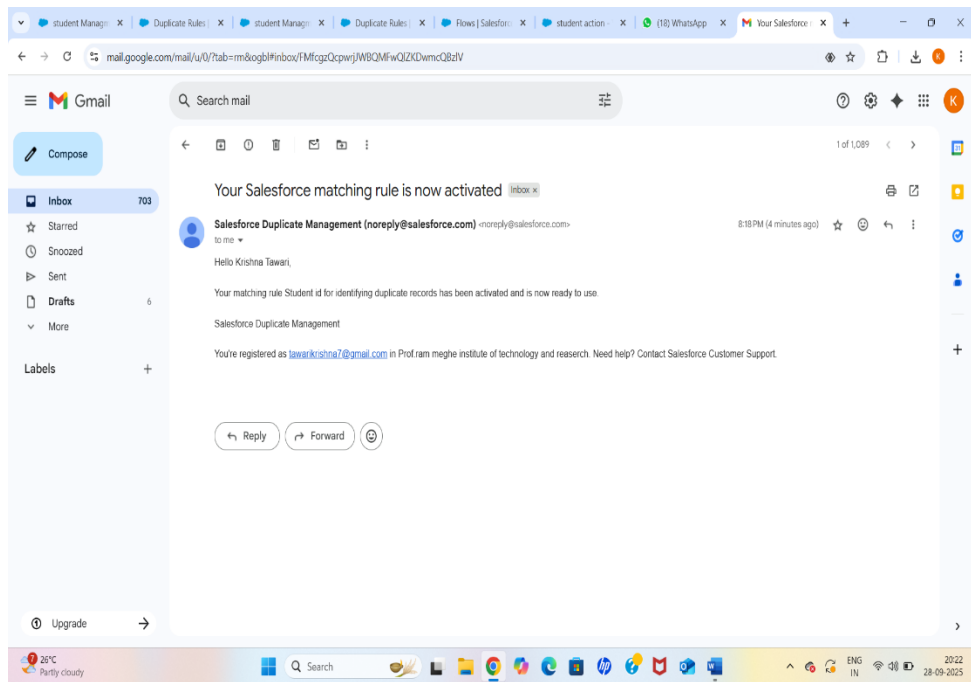 student Managem
Duplicate Rules |
student Managem
Duplicate Rules |
Flows | Salesforc
student action -
(18) WhatsApp
Your Salesforce
mail.google.com/mail/u/0/?tab=rm&ogbl#inbox/FMfcgzQcpwrjJWBQMFwQlZKDwmcQBzlV
K
Gmail
Search mail
K
Compose
1 of 1,089
31
Inbox 703
Starred
Snoozed
Sent
Drafts 6
More
Labels
Your Salesforce matching rule is now activated Inbox x
Salesforce Duplicate Management (noreply@salesforce.com) <noreply@salesforce.com>
8:18 PM (4 minutes ago)
to me
Hello Krishna Tawari,
Your matching rule Student id for identifying duplicate records has been activated and is now ready to use.
Salesforce Duplicate Management
You're registered as tawarikrishna7@gmail.com in Prof.ram meghe institute of technology and reaserch. Need help? Contact Salesforce Customer Support.
Reply
Forward
Upgrade
7
26°C
Partly cloudy
Search
ENG
IN
20:22
28-09-2025